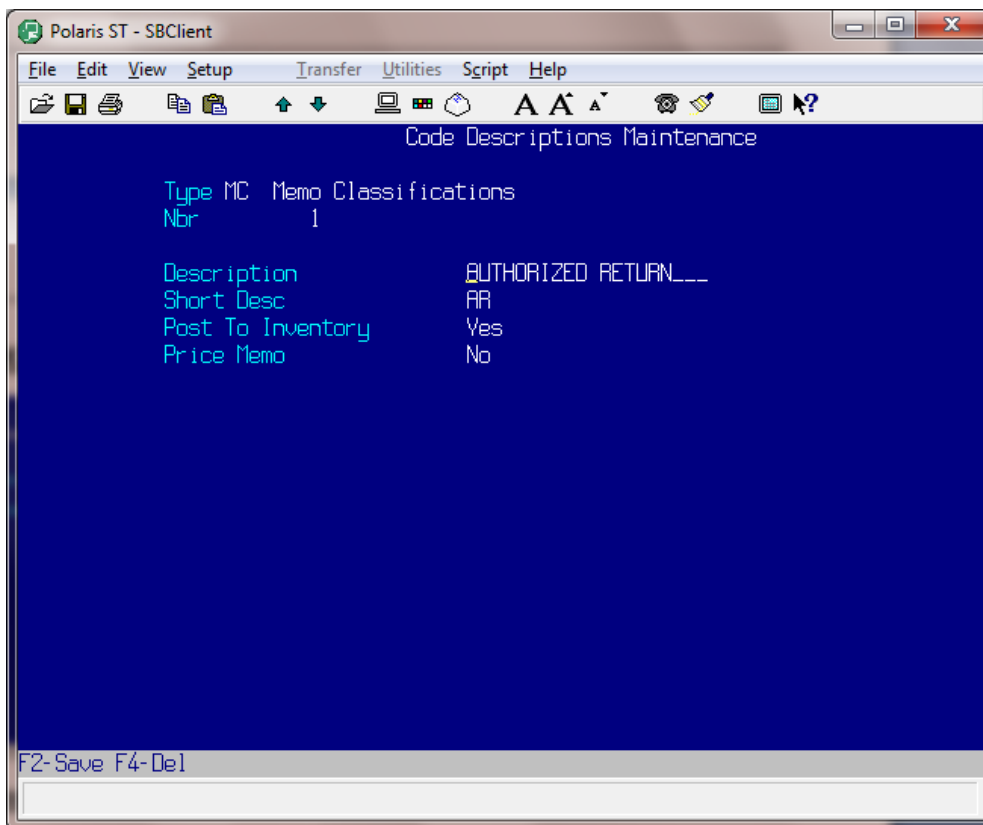 Polaris ST - SBClient
File Edit View Setup Transfer Utilities Script Help
A A A ?
Code Descriptions Maintenance
Type MC Memo Classifications
Nbr 1
Description AUTHORIZED RETURN___
Short Desc AR
Post To Inventory Yes
Price Memo No
F2-Save F4-Del